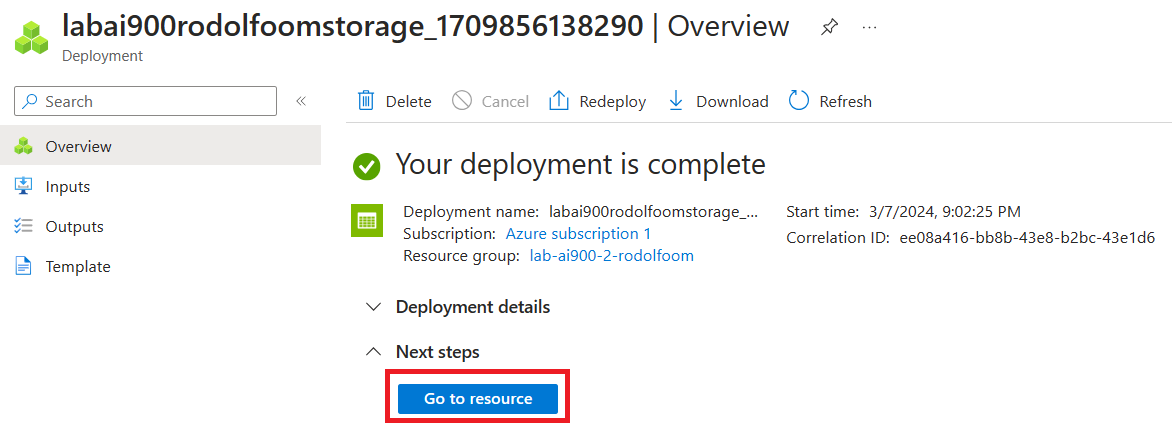 labai900rodolfoomstorage_1709856138290 | Overview
Deployment
Search
Overview
Inputs
Outputs
Template
Delete
Cancel
Redeploy
Download
Refresh
Your deployment is complete
Deployment name: labai900rodolfoomstorage_...
Subscription: Azure subscription 1
Resource group: lab-ai900-2-rodolfoom
Start time: 3/7/2024, 9:02:25 PM
Correlation ID: ee08a416-bb8b-43e8-b2bc-43e1d6
Deployment details
Next steps
Go to resource